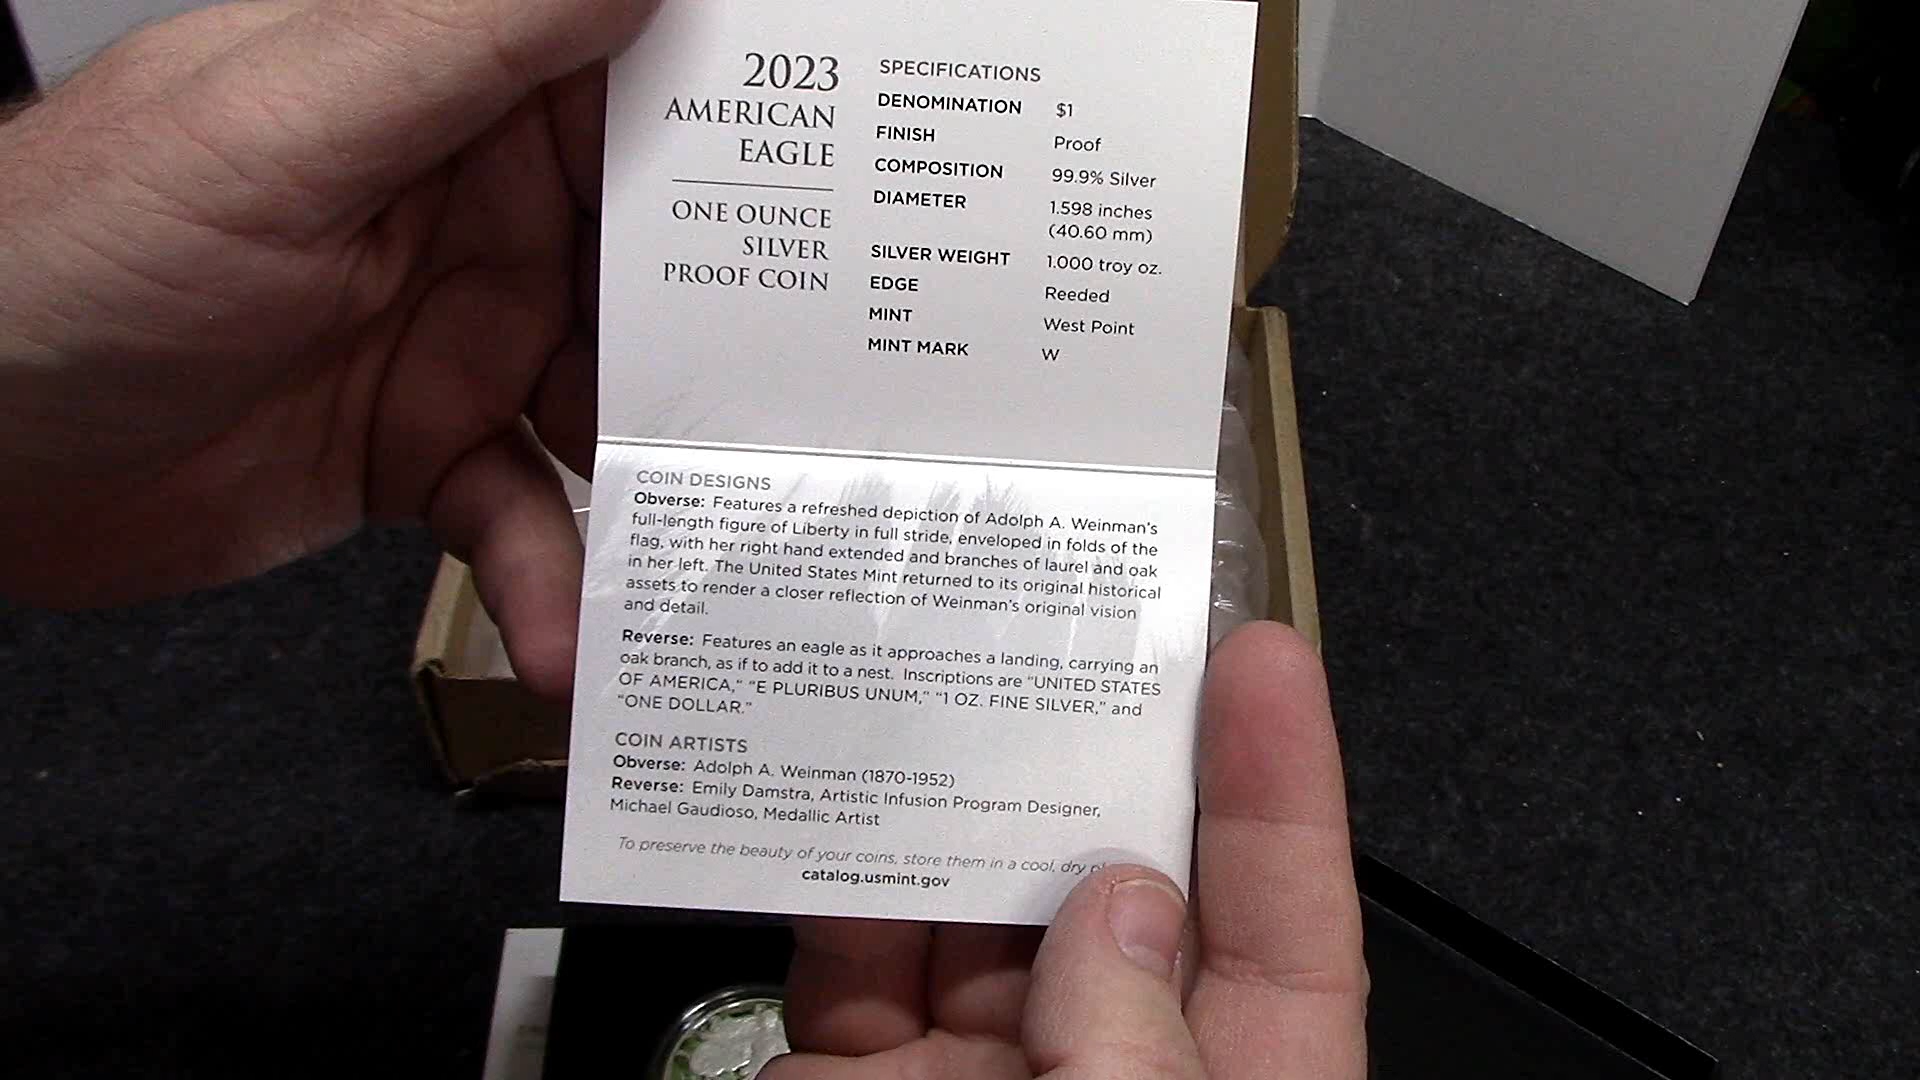 2023
AMERICAN
EAGLE
ONE OUNCE
SILVER
PROOF COIN
SPECIFICATIONS
DENOMINATION $1
FINISH Proof
COMPOSITION 99.9% Silver
DIAMETER 1.598 inches
(40.60 mm)
SILVER WEIGHT 1.000 troy oz.
EDGE Reeded
MINT West Point
MINT MARK W
COIN DESIGNS
Obverse: Features a refreshed depiction of Adolph A. Weinman's
full-length figure of Liberty in full stride, enveloped in folds of the
flag, with her right hand extended and branches of laurel and oak
in her left. The United States Mint returned to its original historical
assets to render a closer reflection of Weinman's original vision
and detail.
Reverse: Features an eagle as it approaches a landing, carrying an
oak branch, as if to add it to a nest. Inscriptions are "UNITED STATES
OF AMERICA," "E PLURIBUS UNUM," "1 OZ. FINE SILVER," and
"ONE DOLLAR."
COIN ARTISTS
Obverse: Adolph A. Weinman (1870-1952)
Reverse: Emily Damstra, Artistic Infusion Program Designer,
Michael Gaudioso, Medallic Artist
To preserve the beauty of your coins, store them in a cool, dry
catalog.usmint.gov